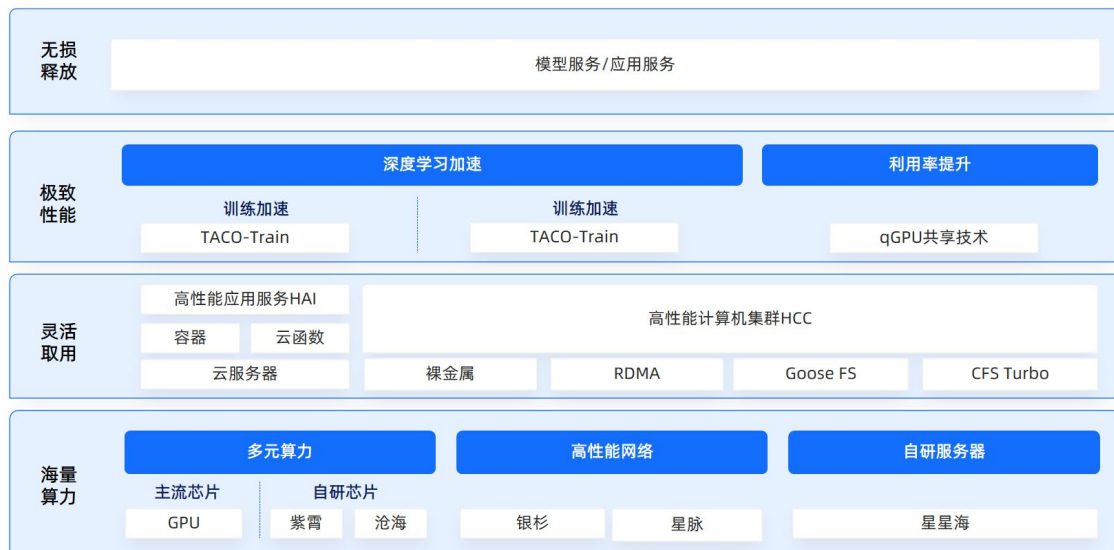 无损
释放
模型服务/应用服务
极致
性能
深度学习加速
利用率提升
训练加速
训练加速
TACO-Train
TACO-Train
qGPU共享技术
灵活
取用
高性能应用服务HAI
高性能计算机集群HCC
容器
云函数
云服务器
裸金属
RDMA
Goose FS
CFS Turbo
海量
算力
多元算力
高性能网络
自研服务器
主流芯片
自研芯片
GPU
紫霄
沧海
银杉
星脉
星星海